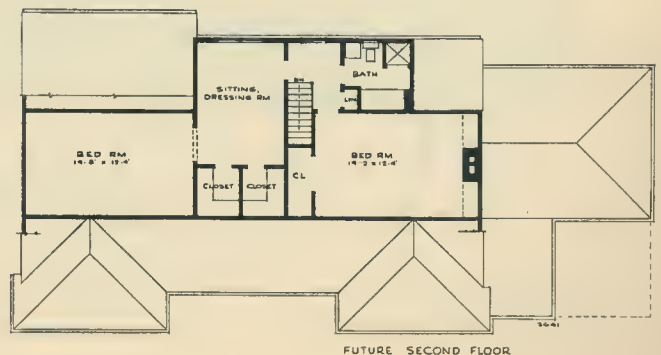 SITTING,
DRESSING RM
DN
BATH
LIN
BED RM
14'-8" x 12'-4"
BED RM
14'-2" x 12'-4"
CLOSET
CLOSET
CL
3641
FUTURE SECOND FLOOR